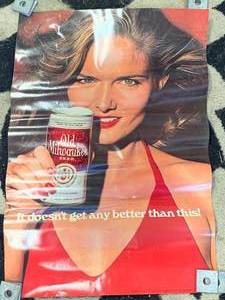 Old
Milwaukee
BEER
It doesn't get any better than this!